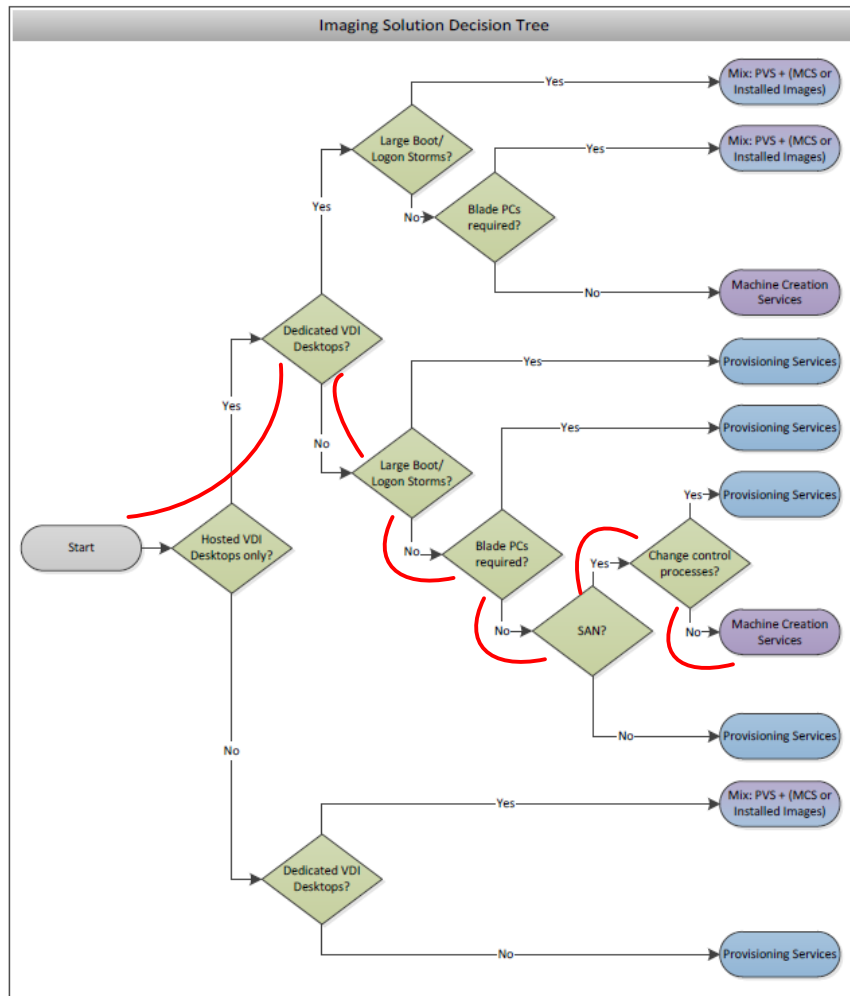 Imaging Solution Decision Tree
Yes
Mix: PVS + (MCS or
Installed Images)
Large Boot/
Logon Storms?
Yes
Mix: PVS + (MCS or
Installed Images)
Yes
No
Blade PCs
required?
No
Machine Creation
Services
Dedicated VDI
Desktops?
Yes
Provisioning Services
Yes
No
Yes
Provisioning Services
Large Boot/
Logon Storms?
Yes
Provisioning Services
Start
Hosted VDI
Desktops only?
No
Blade PCs
required?
Yes
Change control
processes?
No
SAN?
No
Machine Creation
Services
No
No
Provisioning Services
Yes
Mix: PVS + (MCS or
Installed Images)
Dedicated VDI
Desktops?
No
Provisioning Services